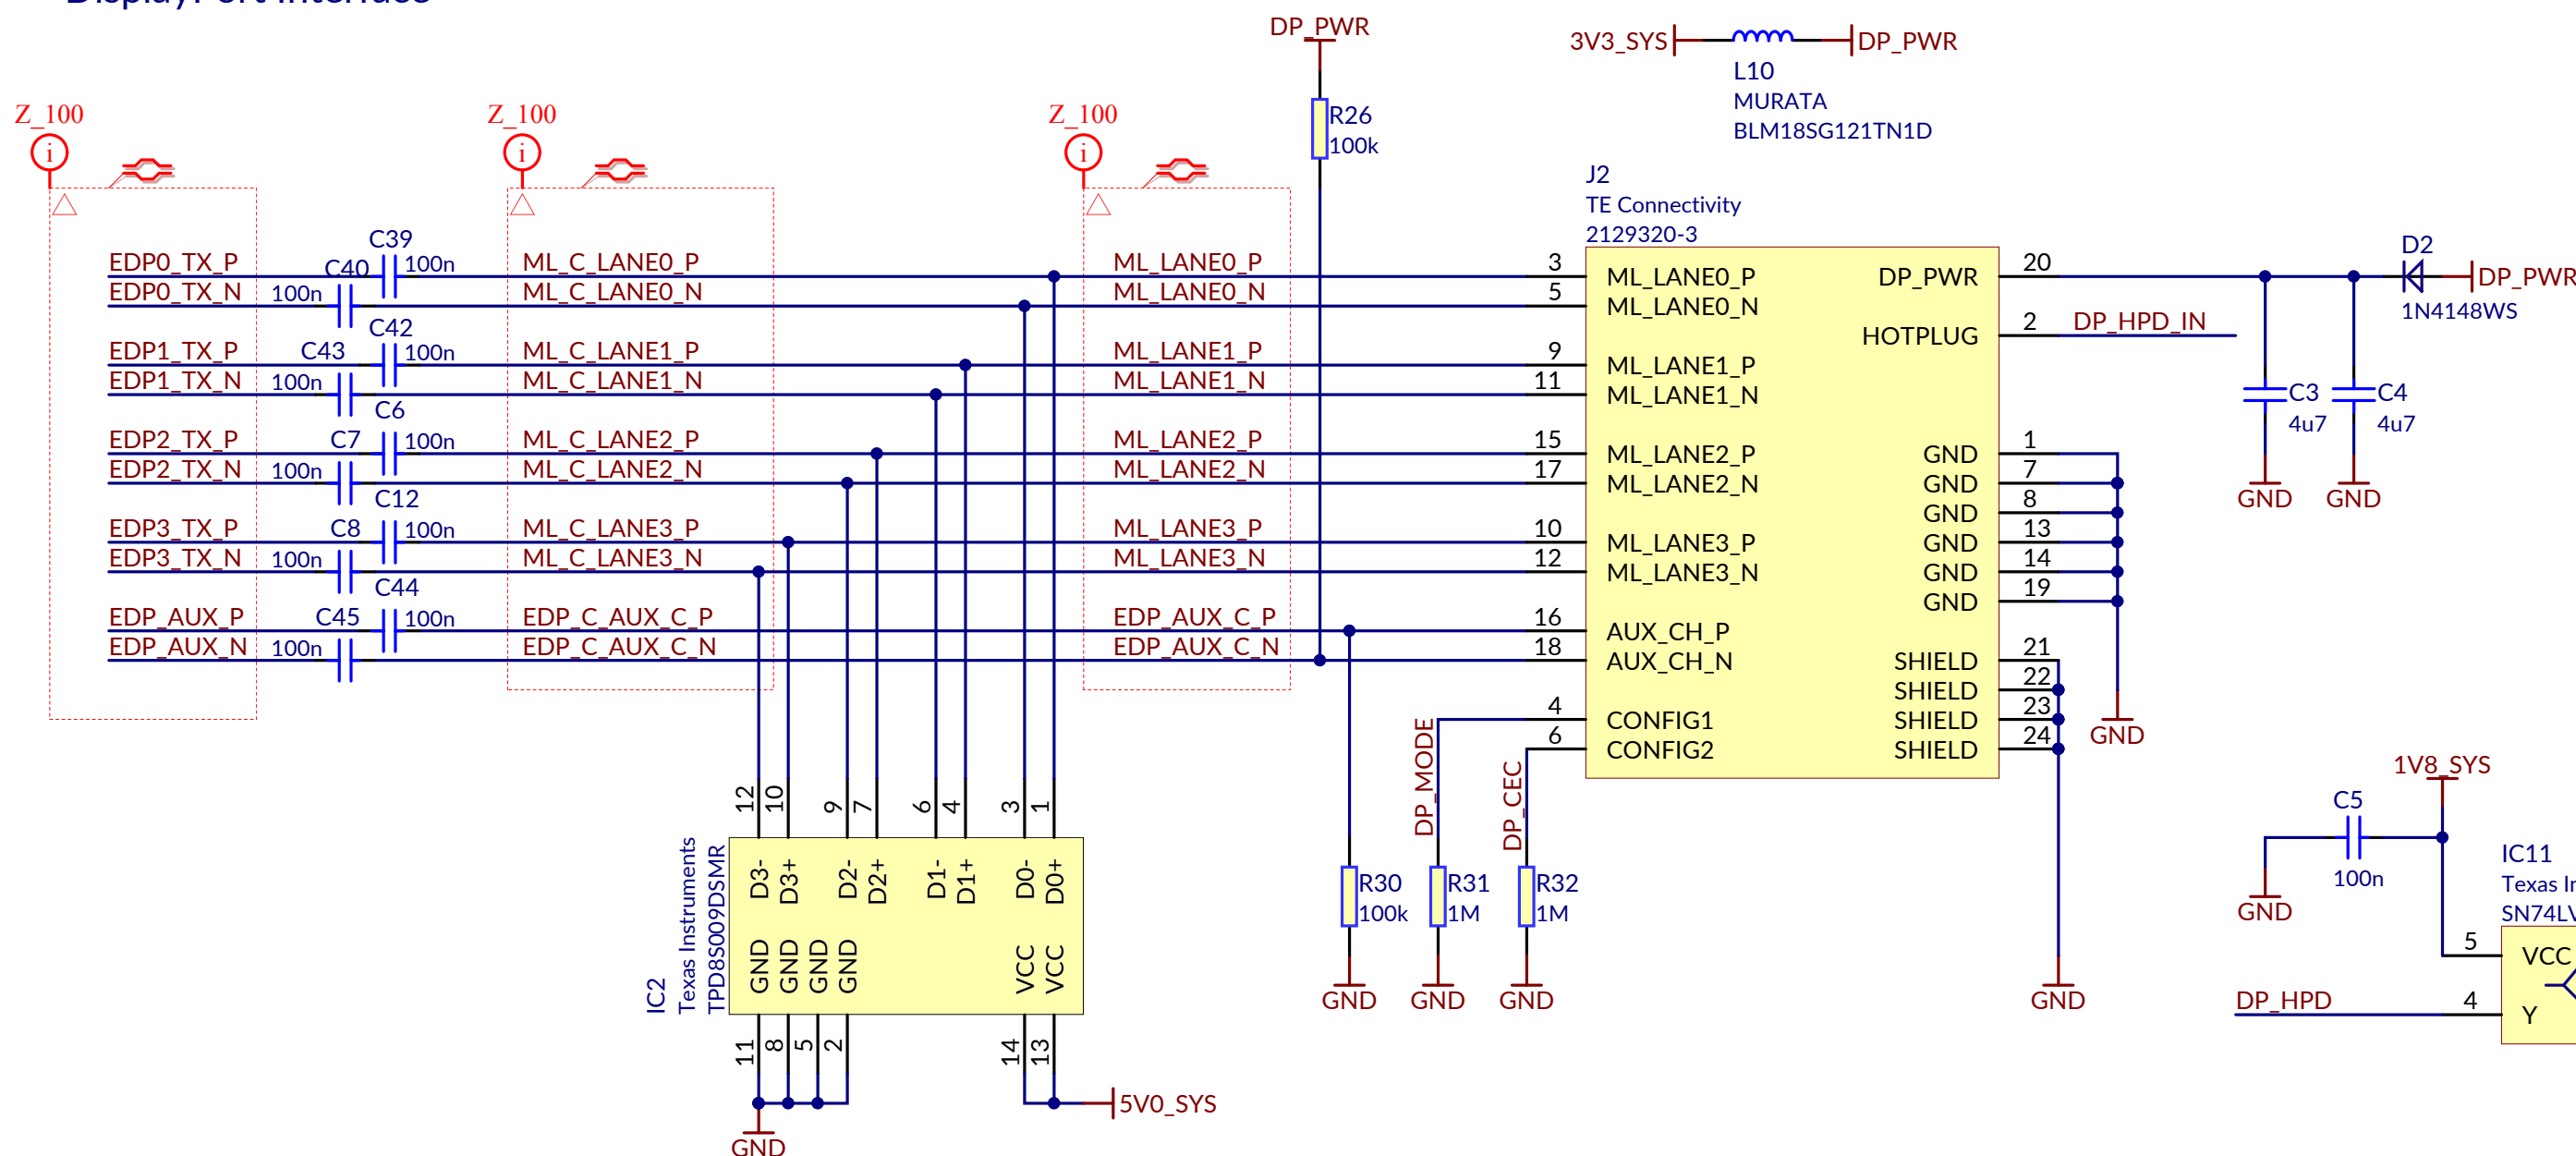 DisplayPort Interface
DP_PWR
3V3_SYS
DP_PWR
L10
MURATA
BLM18SG121TN1D
Z_100
i
Z_100
i
Z_100
i
R26
100k
J2
TE Connectivity
2129320-3
EDP0_TX_P
EDP0_TX_N
C39
C40
100n
100n
ML_C_LANE0_P
ML_C_LANE0_N
ML_LANE0_P
ML_LANE0_N
3
5
ML_LANE0_P
ML_LANE0_N
EDP1_TX_P
EDP1_TX_N
C42
C43
100n
100n
ML_C_LANE1_P
ML_C_LANE1_N
ML_LANE1_P
ML_LANE1_N
9
11
ML_LANE1_P
ML_LANE1_N
EDP2_TX_P
EDP2_TX_N
C6
C7
100n
100n
ML_C_LANE2_P
ML_C_LANE2_N
ML_LANE2_P
ML_LANE2_N
15
17
ML_LANE2_P
ML_LANE2_N
EDP3_TX_P
EDP3_TX_N
C12
C8
100n
100n
ML_C_LANE3_P
ML_C_LANE3_N
ML_LANE3_P
ML_LANE3_N
10
12
ML_LANE3_P
ML_LANE3_N
EDP_AUX_P
EDP_AUX_N
C44
C45
100n
100n
EDP_C_AUX_C_P
EDP_C_AUX_C_N
EDP_AUX_C_P
EDP_AUX_C_N
16
18
AUX_CH_P
AUX_CH_N
4
6
CONFIG1
CONFIG2
DP_MODE
DP_CEC
DP_PWR
20
HOTPLUG
2
DP_HPD_IN
D2
1N4148WS
DP_PWR
C3
4u7
C4
4u7
GND
GND
GND
1
GND
7
GND
8
GND
13
GND
14
GND
19
SHIELD
21
SHIELD
22
SHIELD
23
SHIELD
24
GND
GND
R30
100k
R31
1M
R32
1M
GND
GND
GND
12
10
9
7
6
4
3
1
D3-
D3+
D2-
D2+
D1-
D1+
D0-
D0+
GND
GND
GND
GND
VCC
VCC
IC2
Texas Instruments
TPD8S009DSMR
11
8
5
2
14
13
GND
5V0_SYS
1V8_SYS
C5
100n
GND
IC11
Texas In
SN74LV
5
VCC
DP_HPD
4
Y